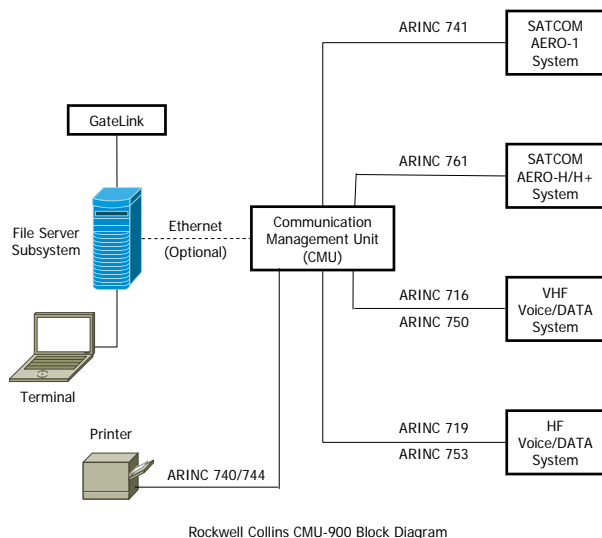 ARINC 741
SATCOM
AERO-1
System
GateLink
ARINC 761
SATCOM
AERO-H/H+
System
File Server
Subsystem
Ethernet
(Optional)
Communication
Management Unit
(CMU)
ARINC 716
ARINC 750
VHF
Voice/DATA
System
Terminal
Printer
ARINC 740/744
ARINC 719
ARINC 753
HF
Voice/DATA
System
Rockwell Collins CMU-900 Block Diagram